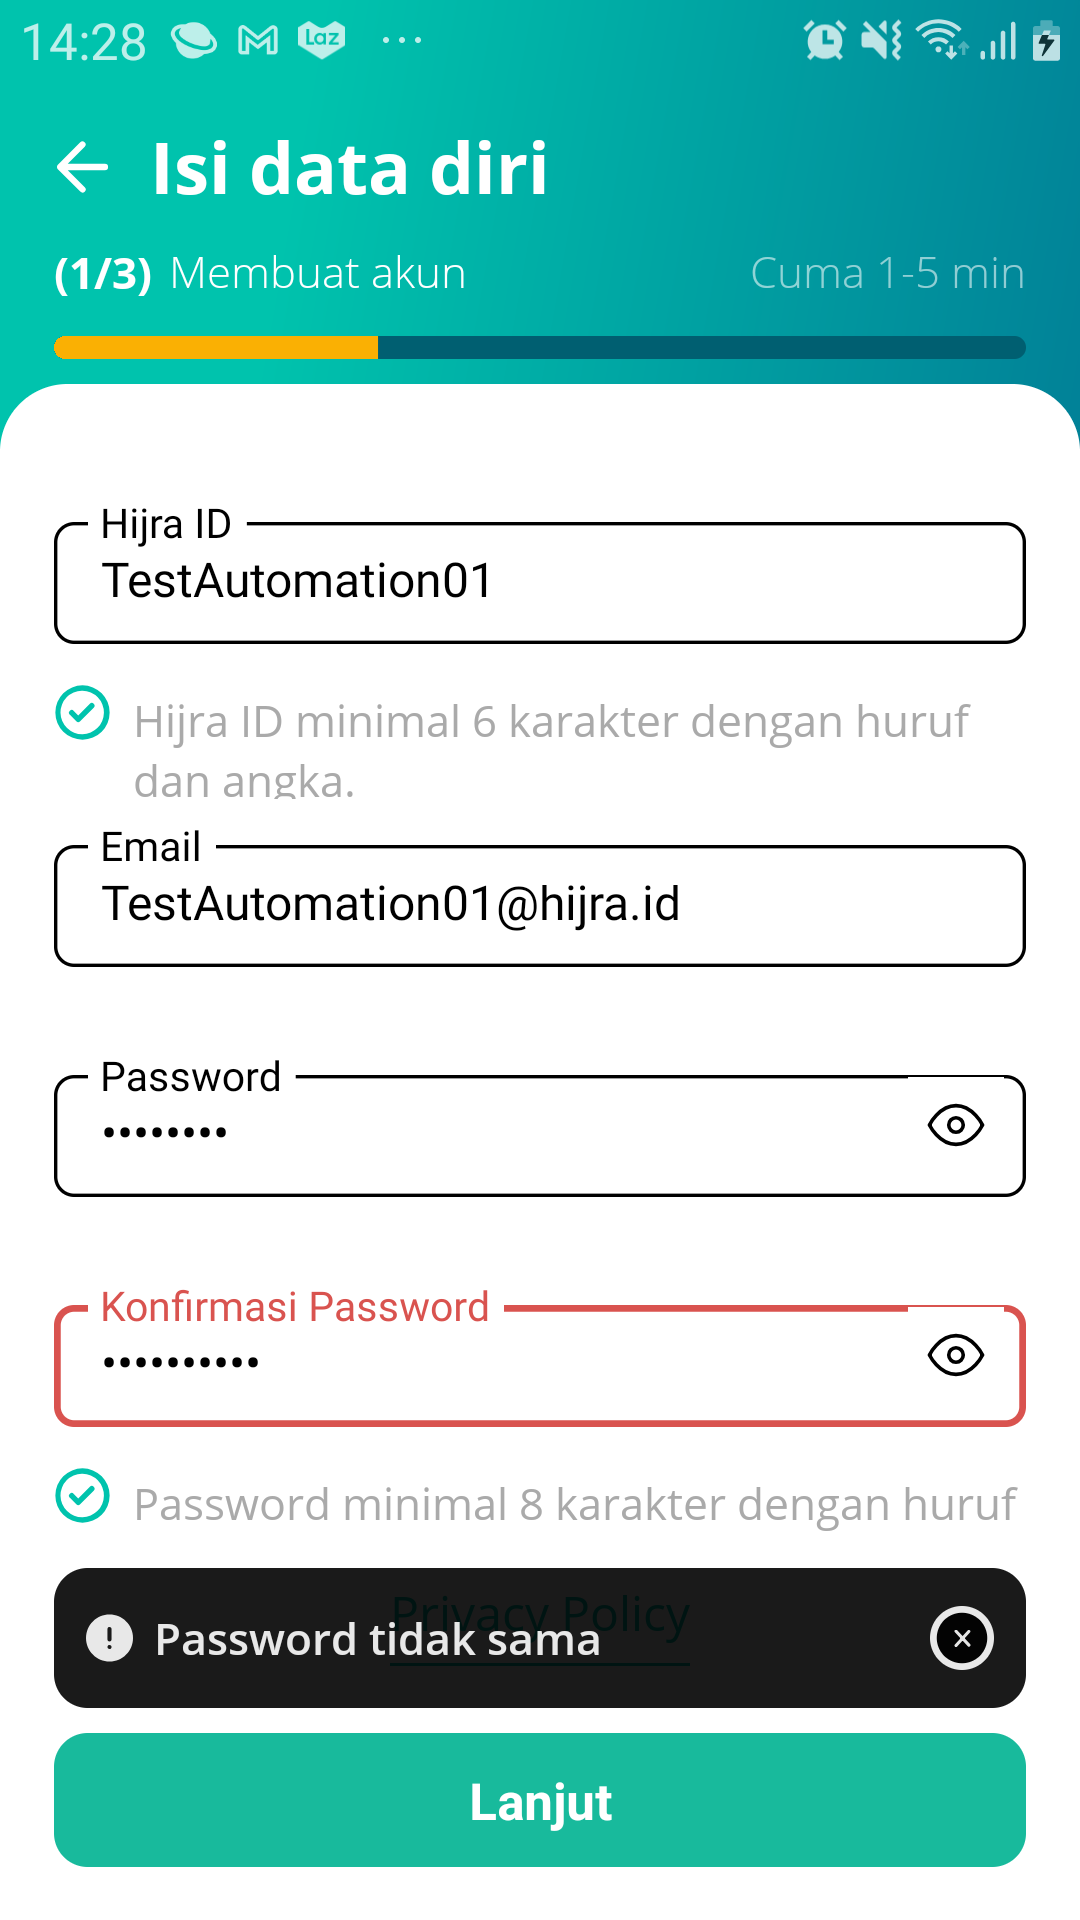 14:28 Laz
Isi data diri
(1/3) Membuat akun Cuma 1-5 min
Hijra ID
TestAutomation01
Hijra ID minimal 6 karakter dengan huruf
dan angka.
Email
TestAutomation01@hijra.id
Password
••••••••
Konfirmasi Password
••••••••••
Password minimal 8 karakter dengan huruf
Privacy Policy
Password tidak sama
Lanjut